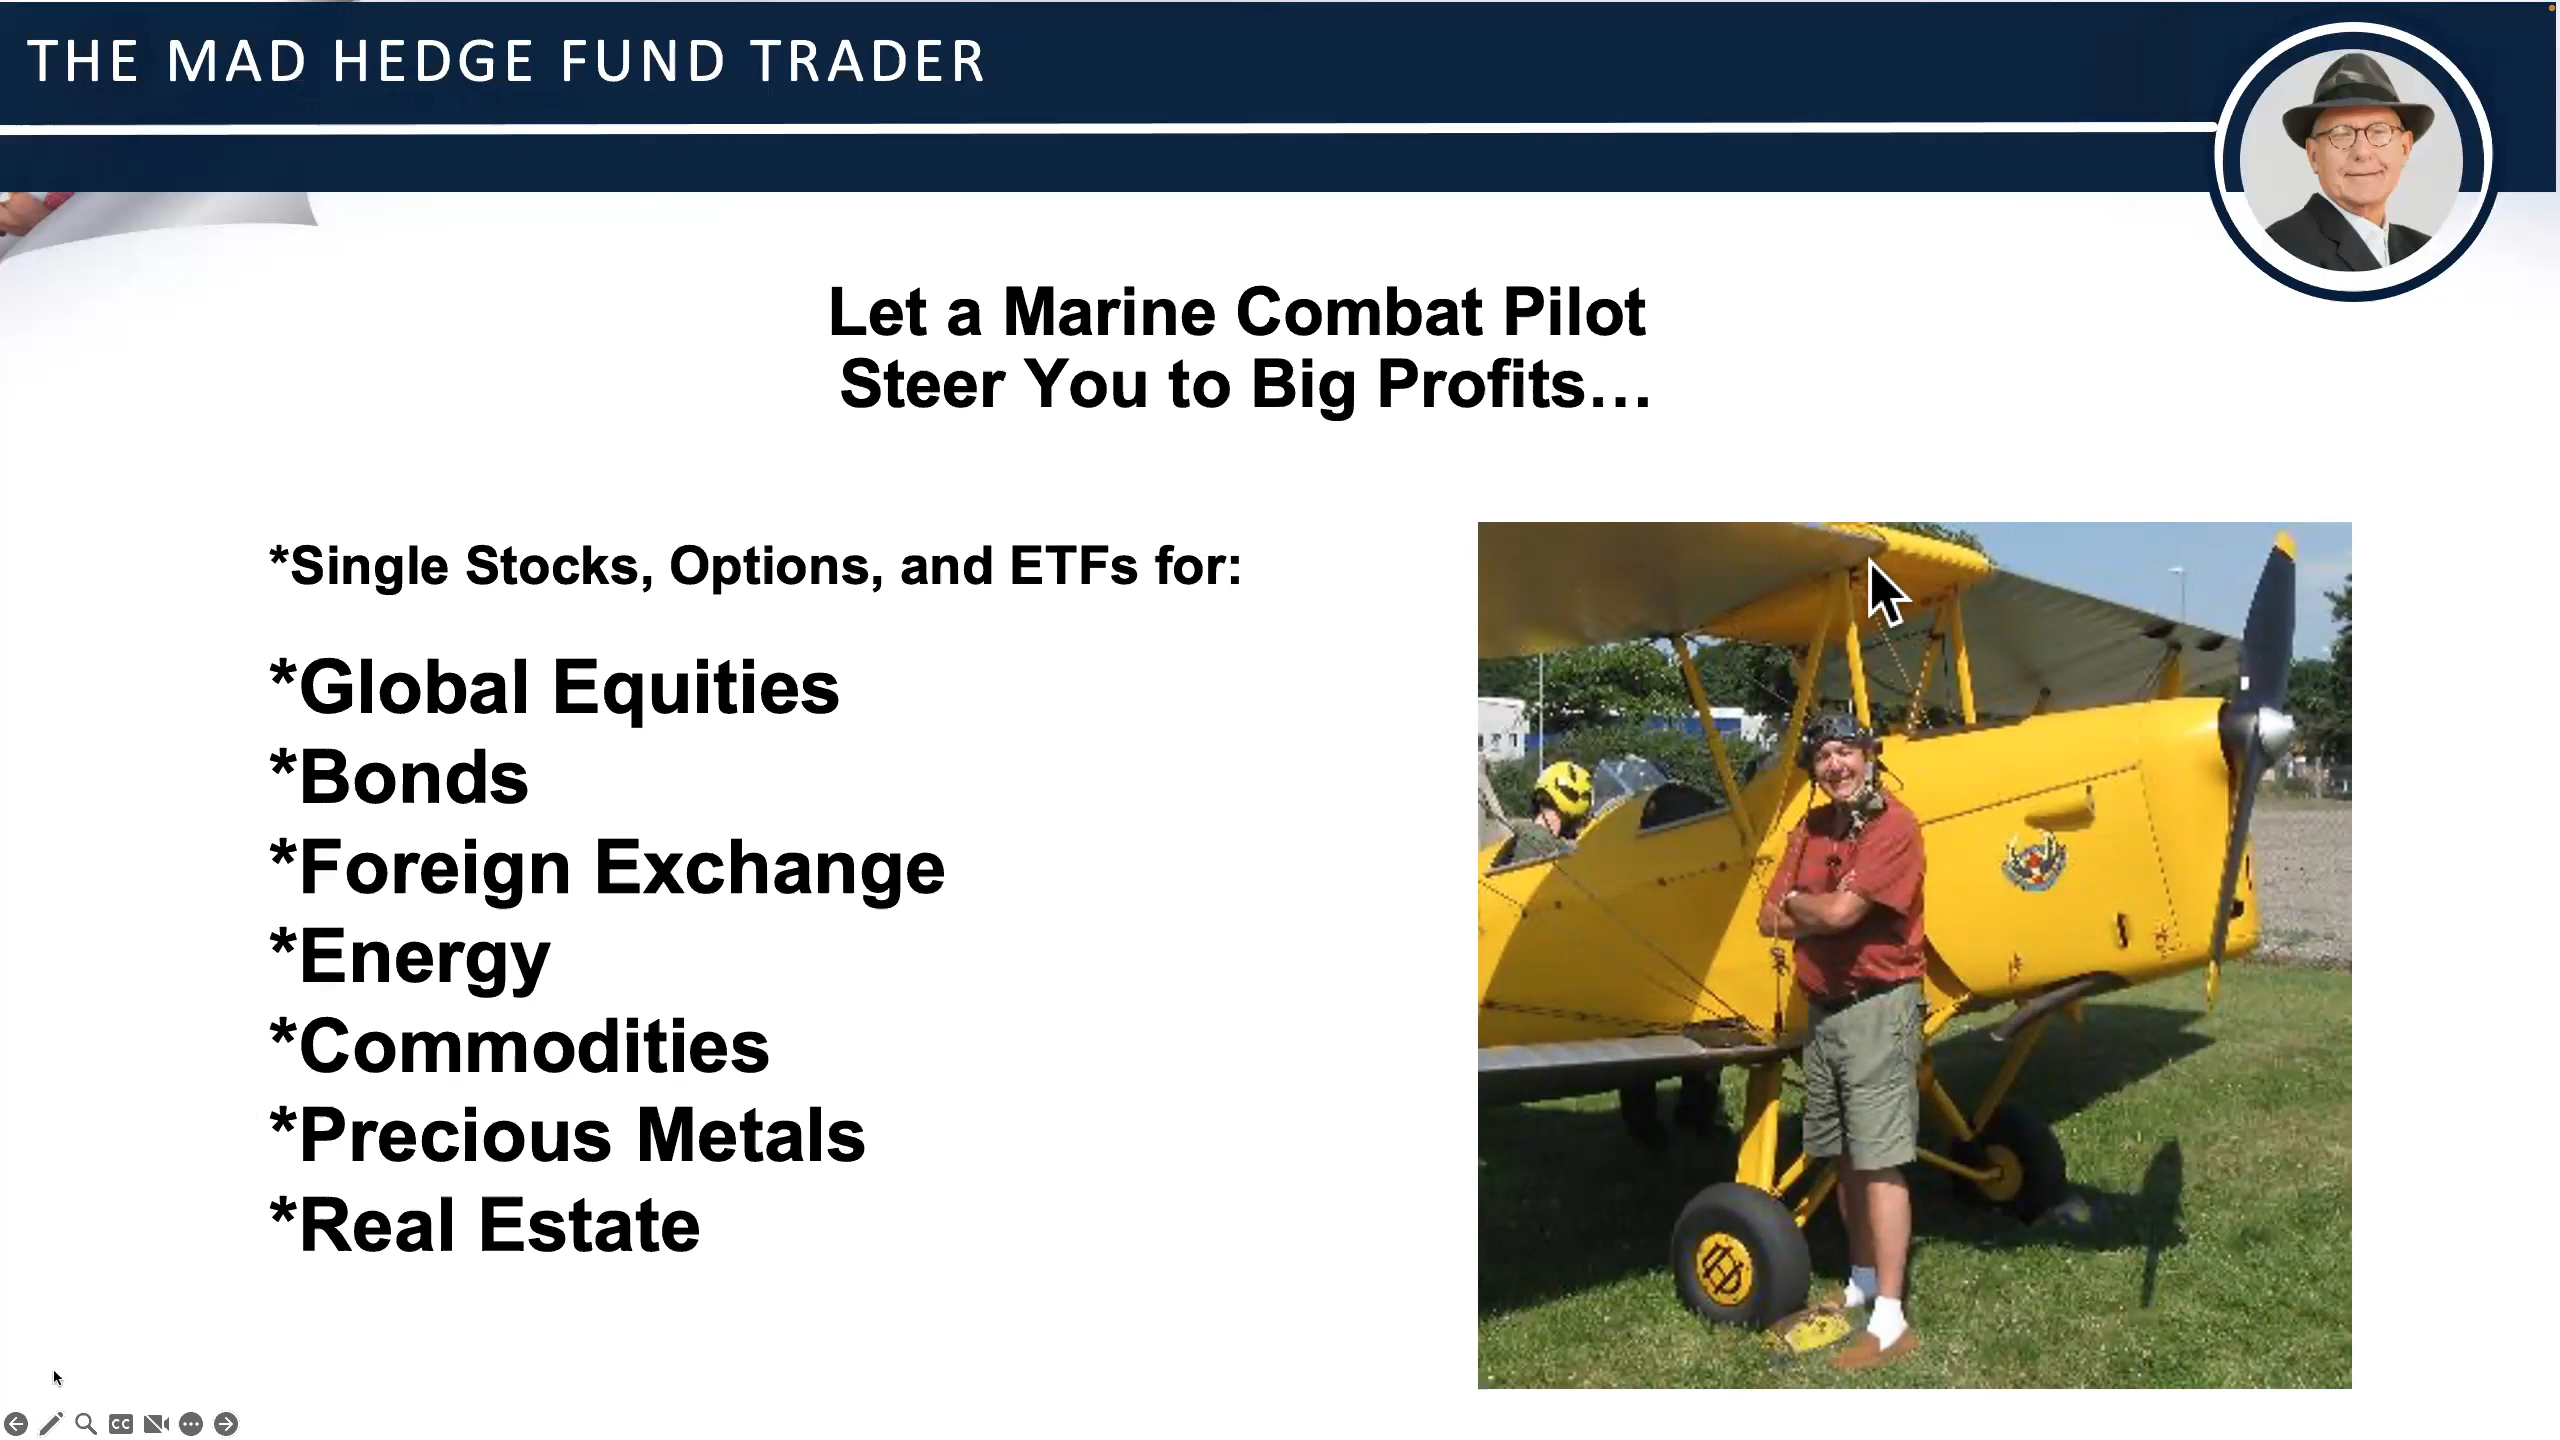 THE MAD HEDGE FUND TRADER
Let a Marine Combat Pilot
Steer You to Big Profits…
*Single Stocks, Options, and ETFs for:
*Global Equities
*Bonds
*Foreign Exchange
*Energy
*Commodities
*Precious Metals
*Real Estate
CC